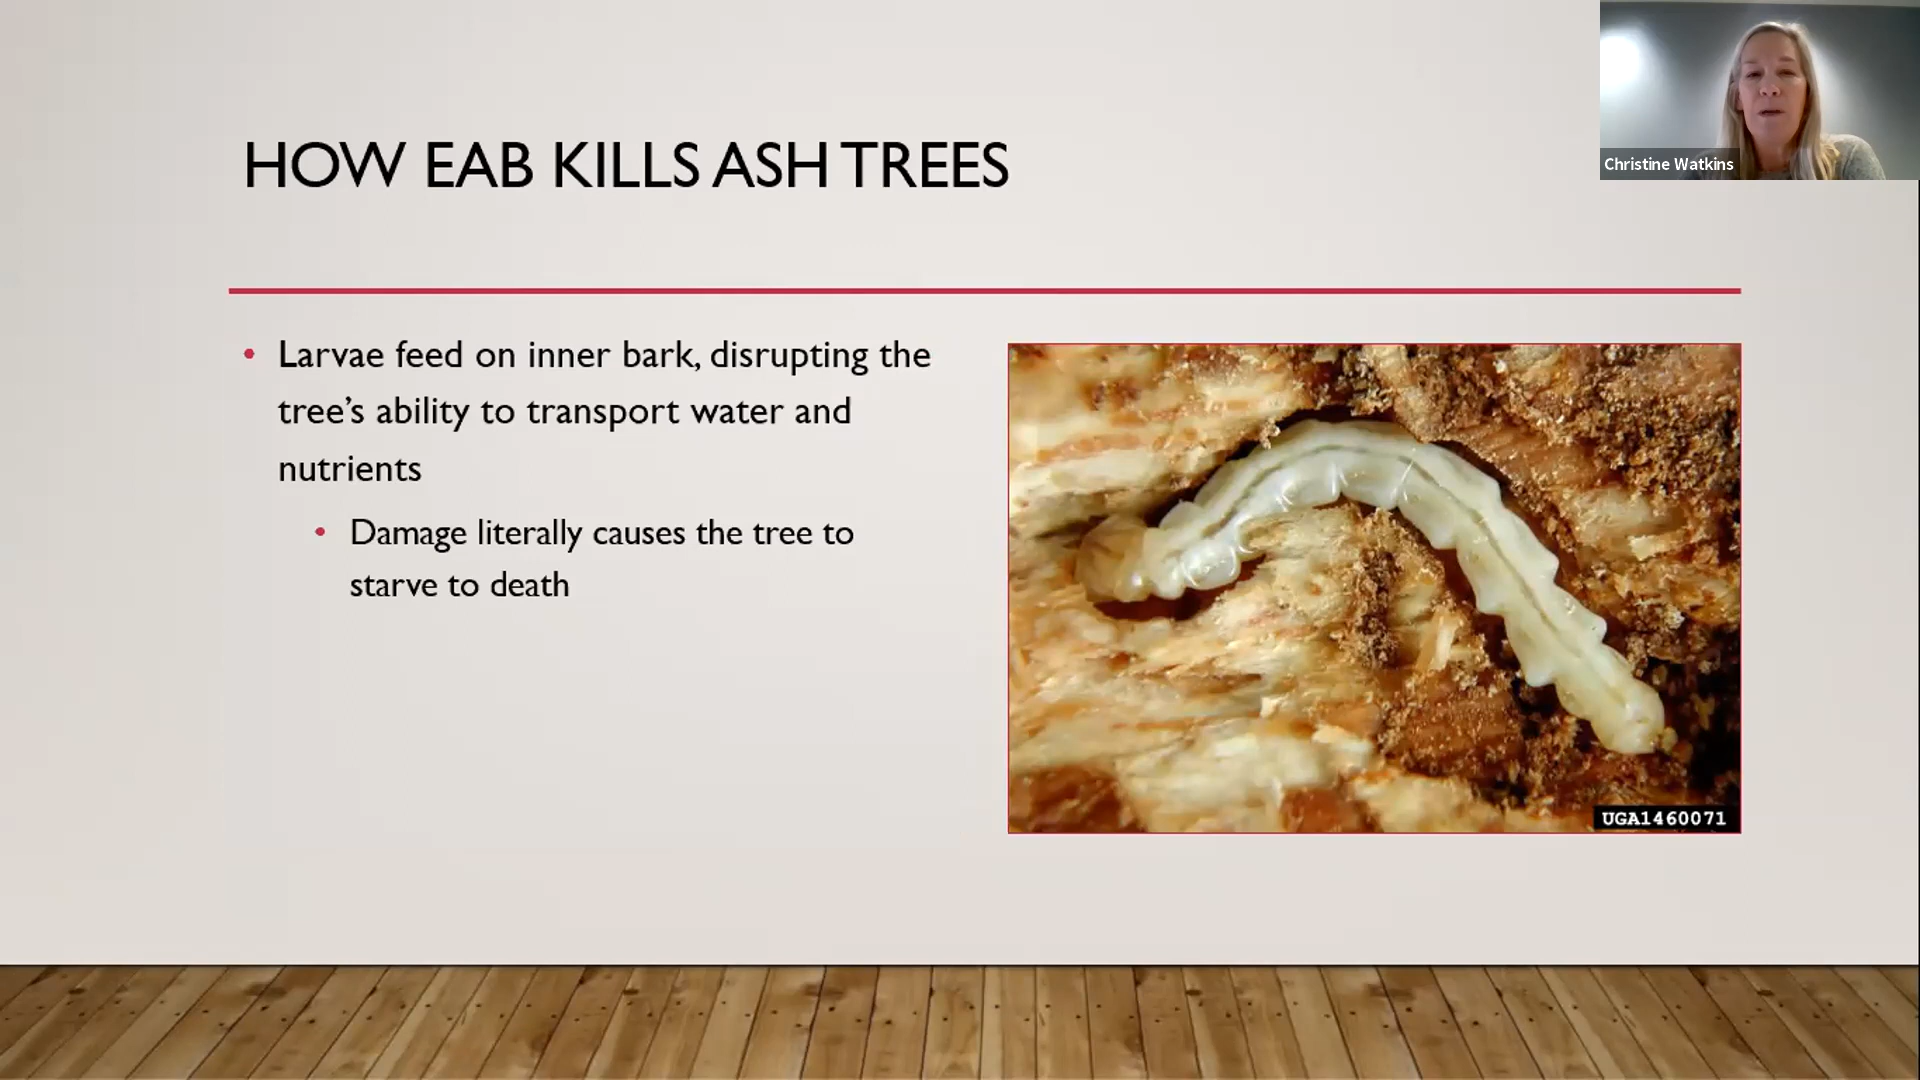 Christine Watkins
HOW EAB KILLS ASH TREES
• Larvae feed on inner bark, disrupting the
tree’s ability to transport water and
nutrients
• Damage literally causes the tree to
starve to death
UGA1460071